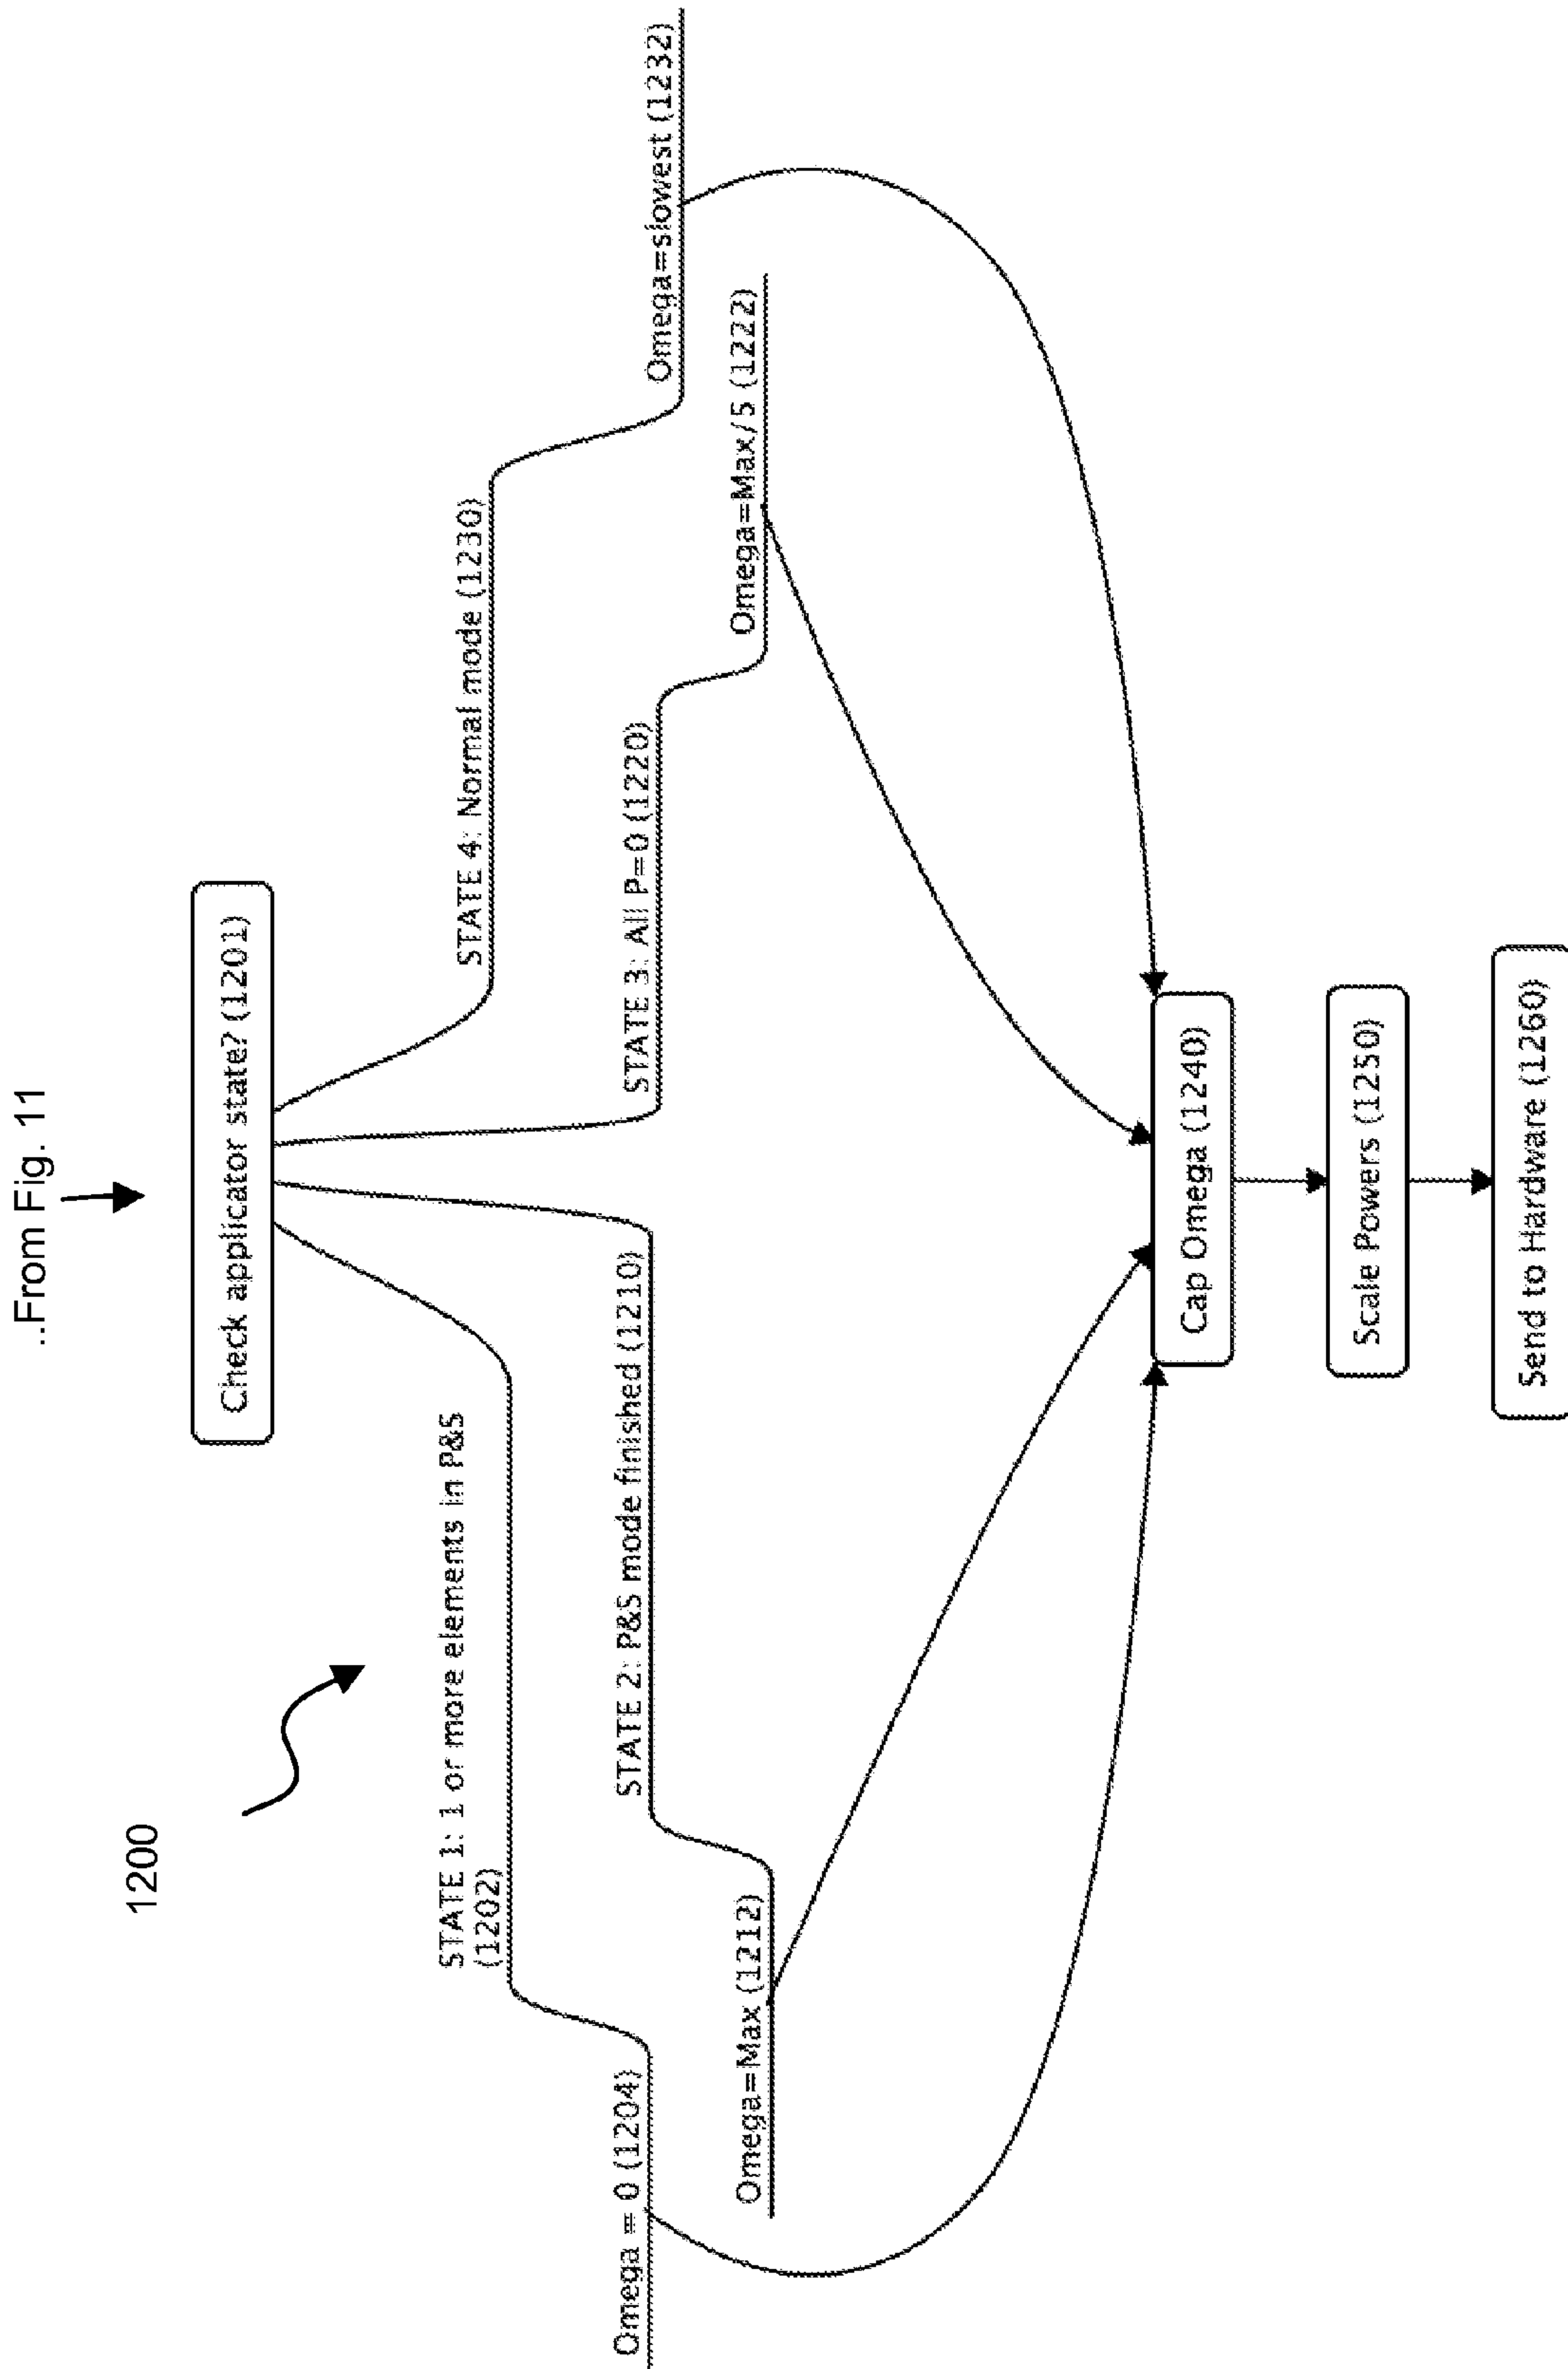 ..From Fig. 11
1200
Check applicator state? (1201)
STATE 1: 1 or more elements in P&S
(1202)
Omega = 0 (1204)
STATE 2: P&S mode finished (1210)
Omega=Max (1212)
STATE 3: All P=0 (1220)
Omega=Max/5 (1222)
STATE 4: Normal mode (1230)
Omega=slowest (1232)
Cap Omega (1240)
Scale Powers (1250)
Send to Hardware (1260)